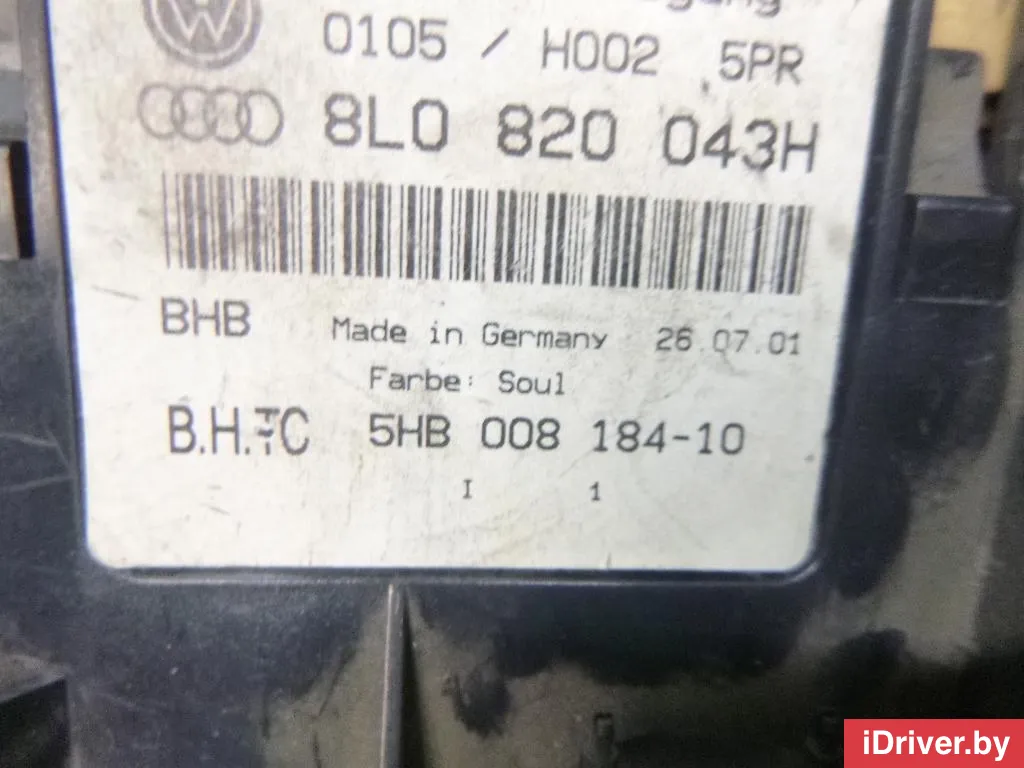 0105 / H002 5PR
8L0 820 043H
BHB Made in Germany 26.07.01
Farbe: Soul
B.H.TC 5HB 008 184-10
I 1
iDriver.by